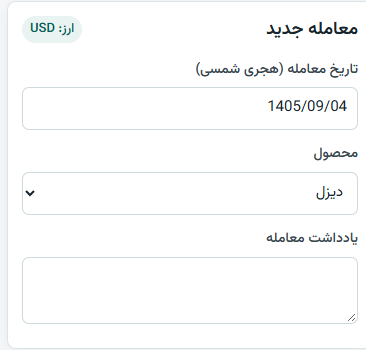 معامله جدید
ارز: USD
تاریخ معامله (هجری شمسی)
1405/09/04
محصول
دیزل
یادداشت معامله